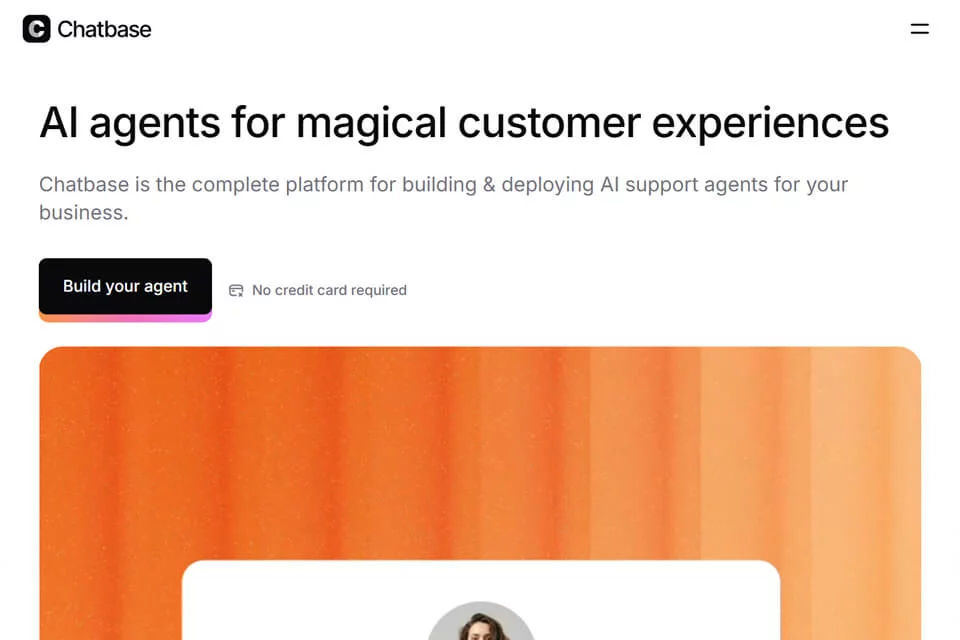 Chatbase
AI agents for magical customer experiences
Chatbase is the complete platform for building & deploying AI support agents for your
business.
Build your agent
No credit card required